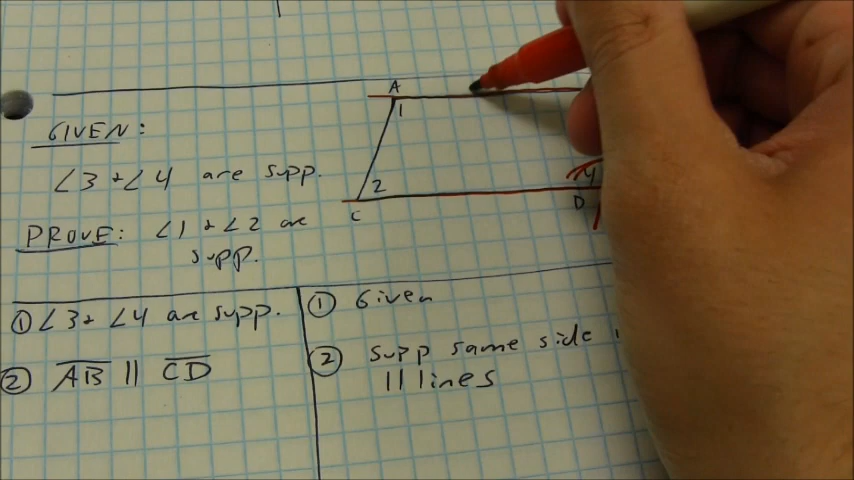 GIVEN:
∠3 + ∠4 are supp.
PROVE: ∠1 + ∠2 are
supp.
A
1
2
C
4
D
① ∠3 + ∠4 are supp.
① Given
② AB || CD
② supp same side
|| lines